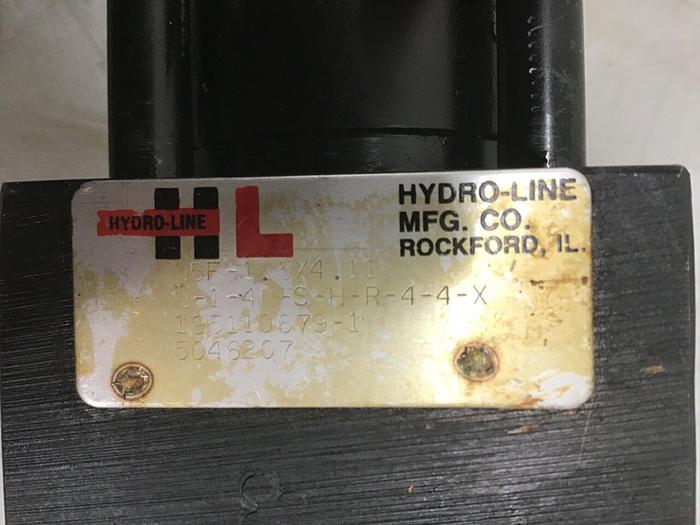 HYDRO-LINE
HL
HYDRO-LINE
MFG. CO.
ROCKFORD, IL.
-S-H-R-4-4-X
195110679-1
5046207